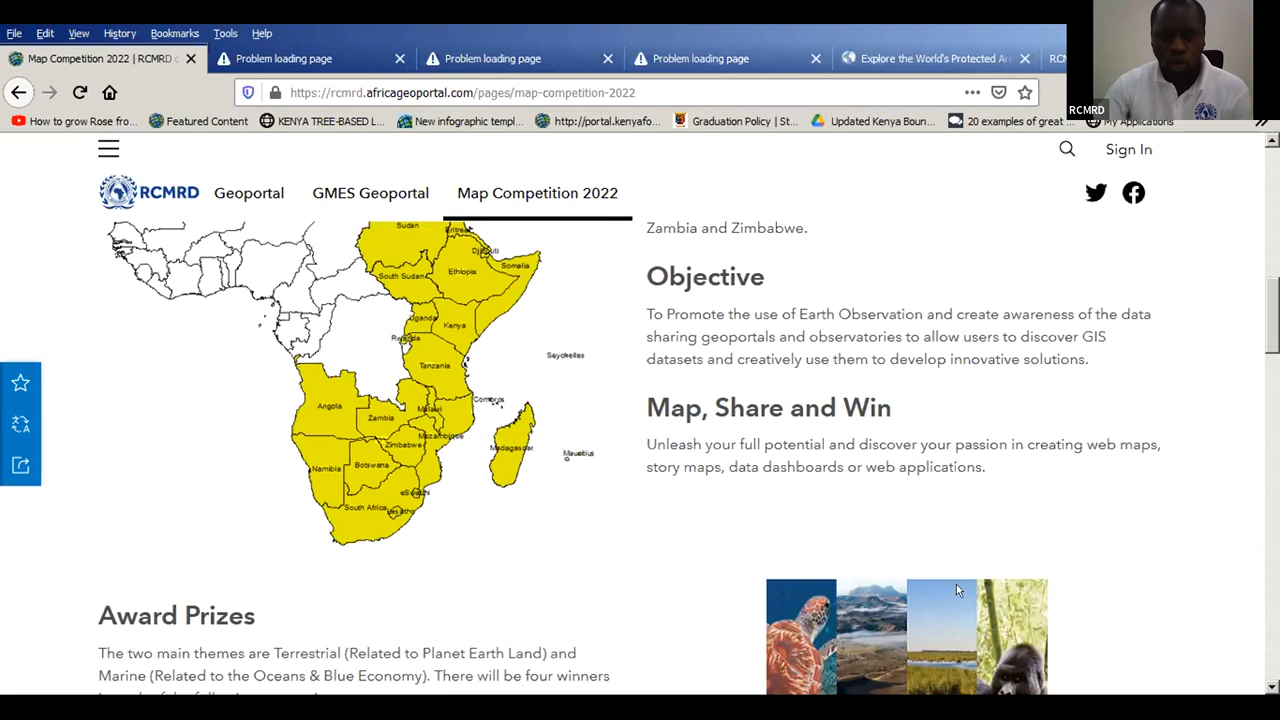 File Edit View History Bookmarks Tools Help
Map Competition 2022 | RCMRD
Problem loading page
Problem loading page
Problem loading page
Explore the World's Protected Ar
RCM
https://rcmrd.africageoportal.com/pages/map-competition-2022
How to grow Rose fro...
Featured Content
KENYA TREE-BASED L...
New infographic templ...
http://portal.kenyafo...
Graduation Policy | St...
Updated Kenya Boun...
20 examples of great ...
My Applications
RCMRD
Sign In
RCMRD
Geoportal
GMES Geoportal
Map Competition 2022
Sudan
Eritrea
Djibouti
Somalia
Ethiopia
South Sudan
Uganda
Kenya
Rwanda
Seychelles
Tanzania
Comoros
Angola
Malawi
Zambia
Mozambique
Zimbabwe
Madagascar
Mauritius
Namibia
Botswana
eSwatini
South Africa
Lesotho
Zambia and Zimbabwe.
Objective
To Promote the use of Earth Observation and create awareness of the data
sharing geoportals and observatories to allow users to discover GIS
datasets and creatively use them to develop innovative solutions.
Map, Share and Win
Unleash your full potential and discover your passion in creating web maps,
story maps, data dashboards or web applications.
Award Prizes
The two main themes are Terrestrial (Related to Planet Earth Land) and
Marine (Related to the Oceans & Blue Economy). There will be four winners